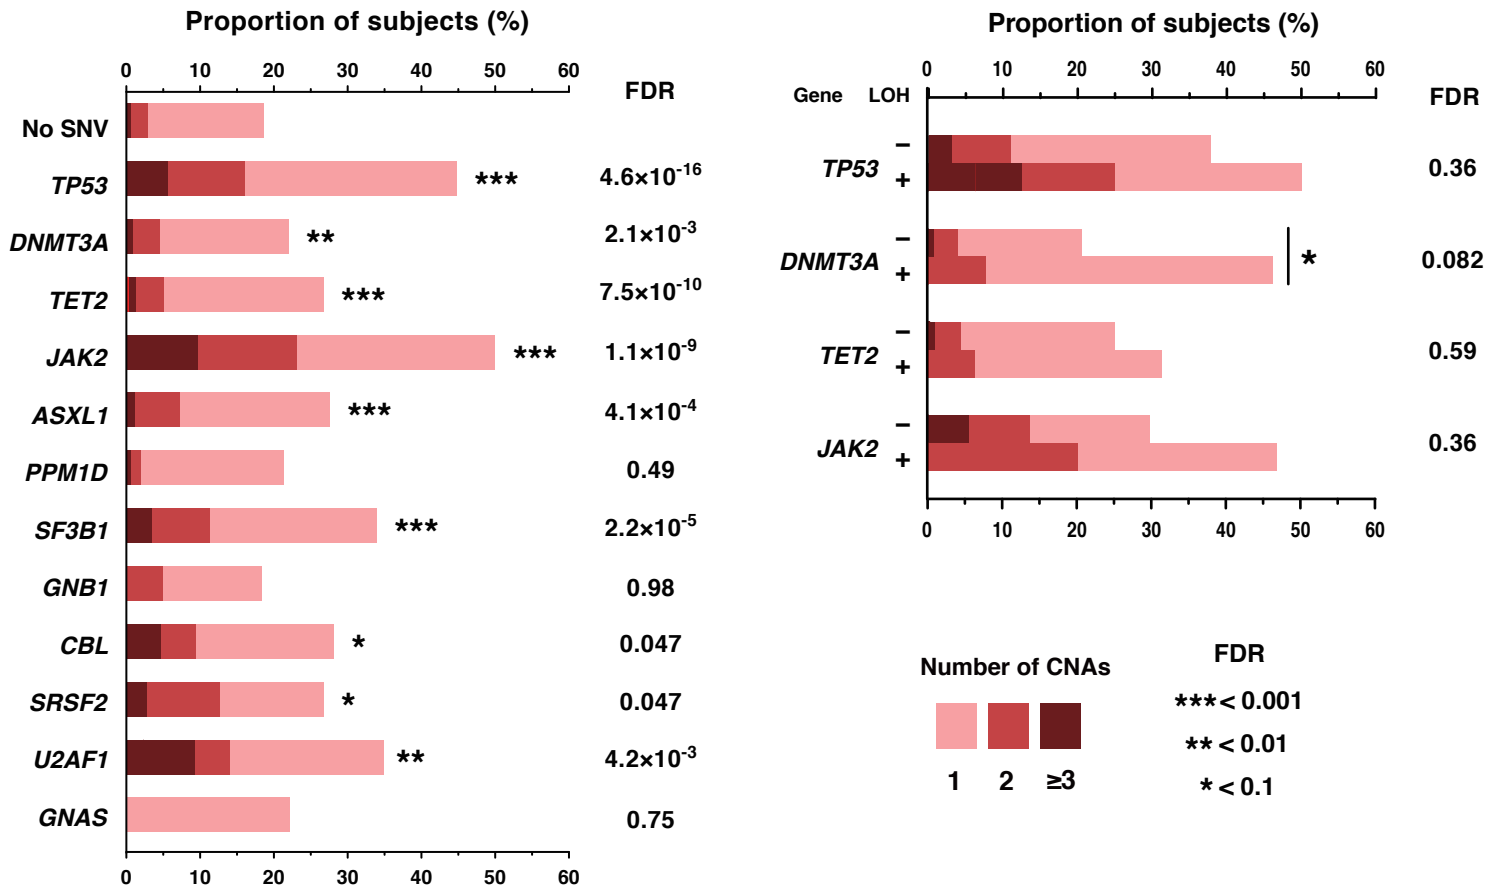 Proportion of subjects (%)
0 10 20 30 40 50 60
FDR
No SNV
TP53 *** 4.6×10-16
DNMT3A ** 2.1×10-3
TET2 *** 7.5×10-10
JAK2 *** 1.1×10-9
ASXL1 *** 4.1×10-4
PPM1D 0.49
SF3B1 *** 2.2×10-5
GNB1 0.98
CBL * 0.047
SRSF2 * 0.047
U2AF1 ** 4.2×10-3
GNAS 0.75
0 10 20 30 40 50 60
Proportion of subjects (%)
0 10 20 30 40 50 60
Gene LOH FDR
−
TP53 0.36
+
−
DNMT3A * 0.082
+
−
TET2 0.59
+
−
JAK2 0.36
+
0 10 20 30 40 50 60
Number of CNAs
1 2 ≥3
FDR
***< 0.001
**< 0.01
*< 0.1